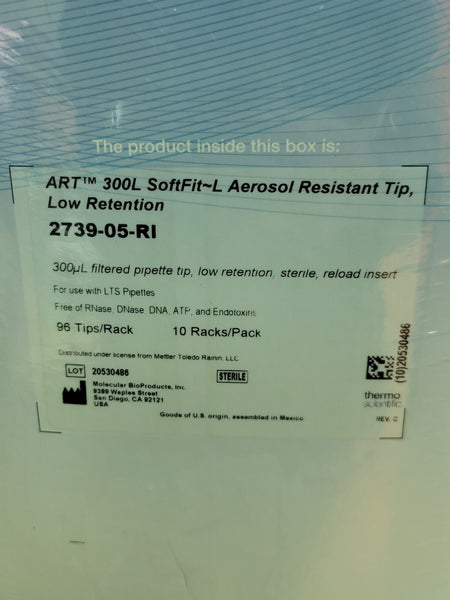 The product inside this box is:
ART™ 300L SoftFit~L Aerosol Resistant Tip,
Low Retention
2739-05-RI
300µL filtered pipette tip, low retention, sterile, reload insert
For use with LTS Pipettes
Free of RNase, DNase, DNA, ATP, and Endotoxins
96 Tips/Rack 10 Racks/Pack
Distributed under license from Mettler Toledo Rainin, LLC
LOT 20530486
STERILE
Molecular BioProducts, Inc.
9389 Waples Street
San Diego, CA 92121
USA
Goods of U.S. origin, assembled in Mexico
(10)20530486
thermo
scientific
REV. C